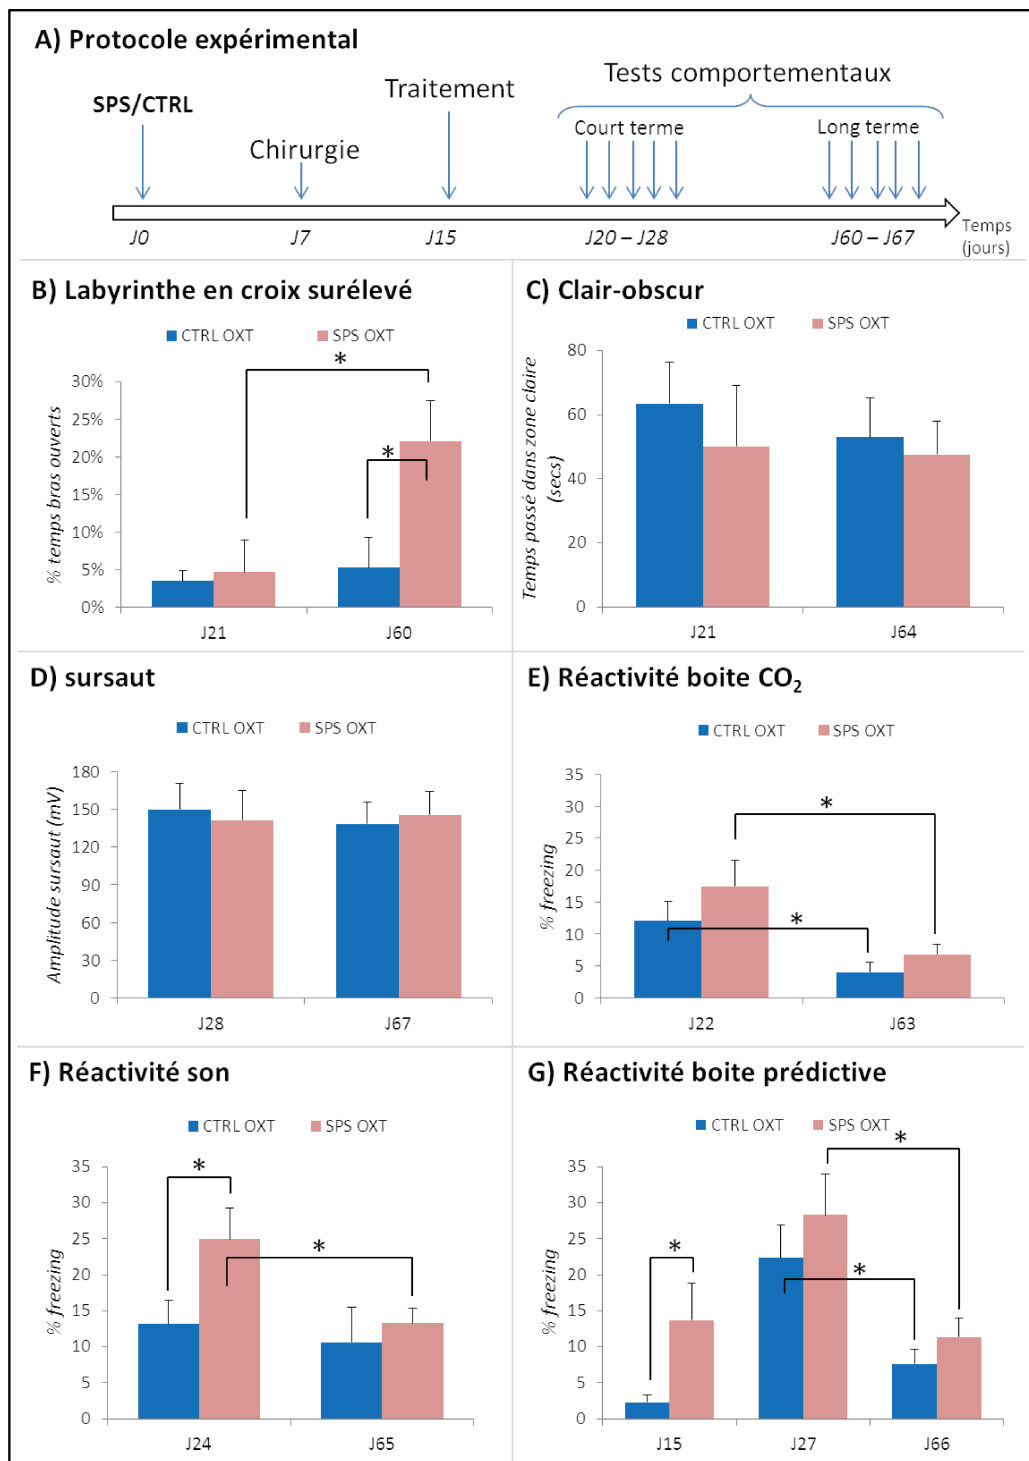 A) Protocole expérimental
Tests comportementaux
Traitement
SPS/CTRL
Court terme
Long terme
Chirurgie
J0
J7
J15
J20 – J28
J60 – J67
Temps
(jours)
B) Labyrinthe en croix surélevé
CTRL OXT
SPS OXT
*
*
% temps bras ouverts
30%
25%
20%
15%
10%
5%
0%
J21
J60
C) Clair-obscur
CTRL OXT
SPS OXT
Temps passé dans zone claire
(secs)
80
60
40
20
0
J21
J64
D) sursaut
CTRL OXT
SPS OXT
Amplitude sursaut (mV)
180
150
120
90
60
30
0
J28
J67
E) Réactivité boite CO₂
CTRL OXT
SPS OXT
*
*
% freezing
35
30
25
20
15
10
5
0
J22
J63
F) Réactivité son
CTRL OXT
SPS OXT
*
*
% freezing
35
30
25
20
15
10
5
0
J24
J65
G) Réactivité boite prédictive
CTRL OXT
SPS OXT
*
*
*
% freezing
35
30
25
20
15
10
5
0
J15
J27
J66